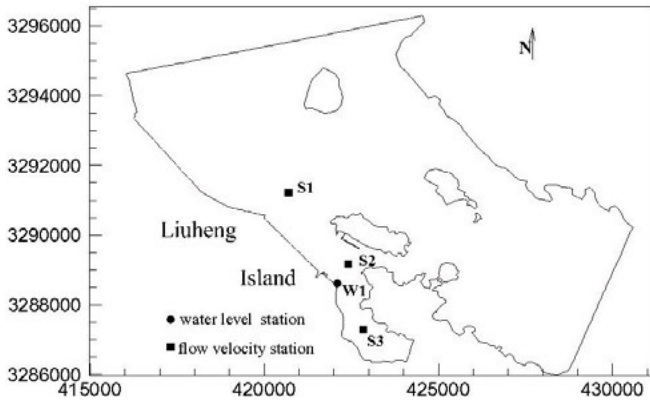 3296000
N
3294000
3292000
S1
3290000
Liuheng
S2
Island
W1
3288000
water level station
S3
flow velocity station
3286000
415000 420000 425000 430000